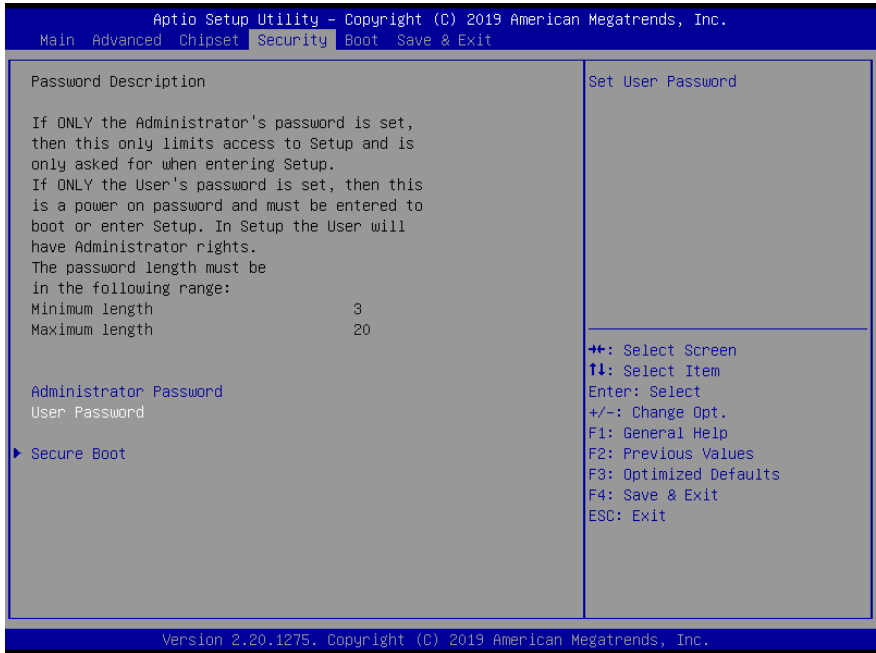 Aptio Setup Utility – Copyright (C) 2019 American Megatrends, Inc.
Main Advanced Chipset Security Boot Save & Exit
Password Description
If ONLY the Administrator's password is set,
then this only limits access to Setup and is
only asked for when entering Setup.
If ONLY the User's password is set, then this
is a power on password and must be entered to
boot or enter Setup. In Setup the User will
have Administrator rights.
The password length must be
in the following range:
Minimum length 3
Maximum length 20
Administrator Password
User Password
Secure Boot
Set User Password
→←: Select Screen
↑↓: Select Item
Enter: Select
+/-: Change Opt.
F1: General Help
F2: Previous Values
F3: Optimized Defaults
F4: Save & Exit
ESC: Exit
Version 2.20.1275. Copyright (C) 2019 American Megatrends, Inc.